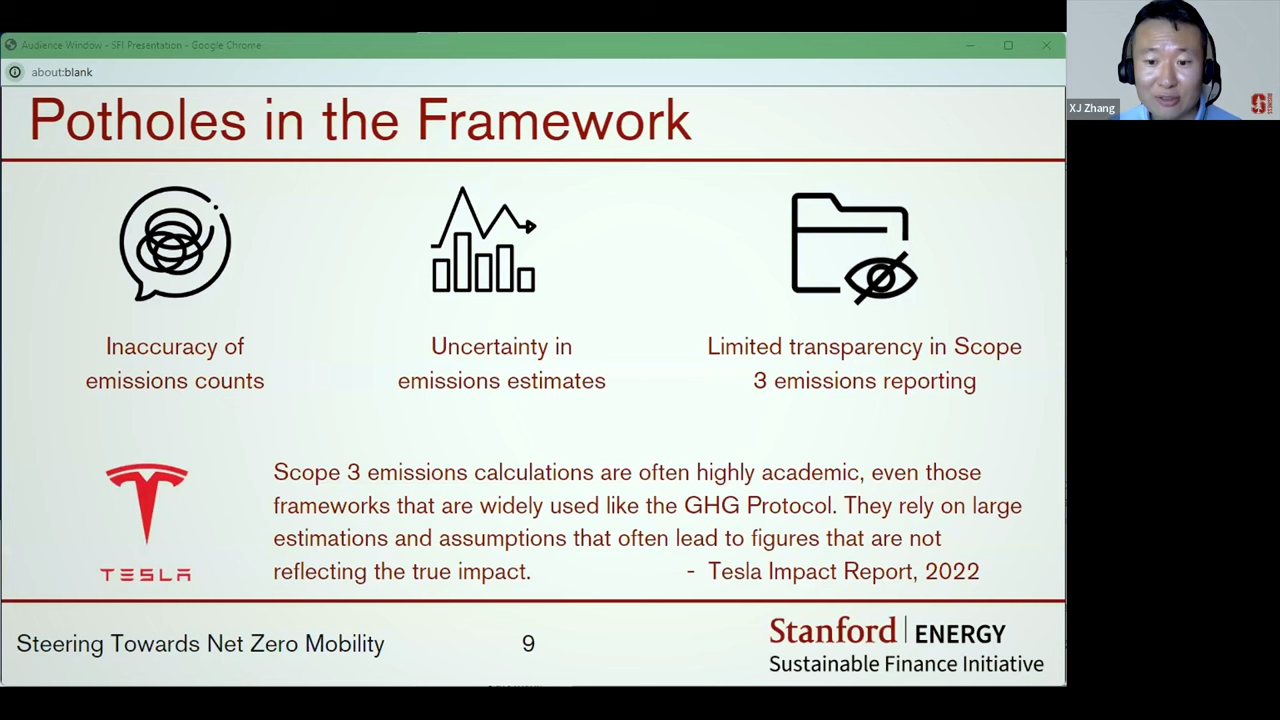 Audience Window - SFI Presentation - Google Chrome
about:blank
XJ Zhang
Potholes in the Framework
Inaccuracy of
emissions counts
Uncertainty in
emissions estimates
Limited transparency in Scope
3 emissions reporting
TESLA
Scope 3 emissions calculations are often highly academic, even those
frameworks that are widely used like the GHG Protocol. They rely on large
estimations and assumptions that often lead to figures that are not
reflecting the true impact. - Tesla Impact Report, 2022
Steering Towards Net Zero Mobility
9
Stanford ENERGY
Sustainable Finance Initiative